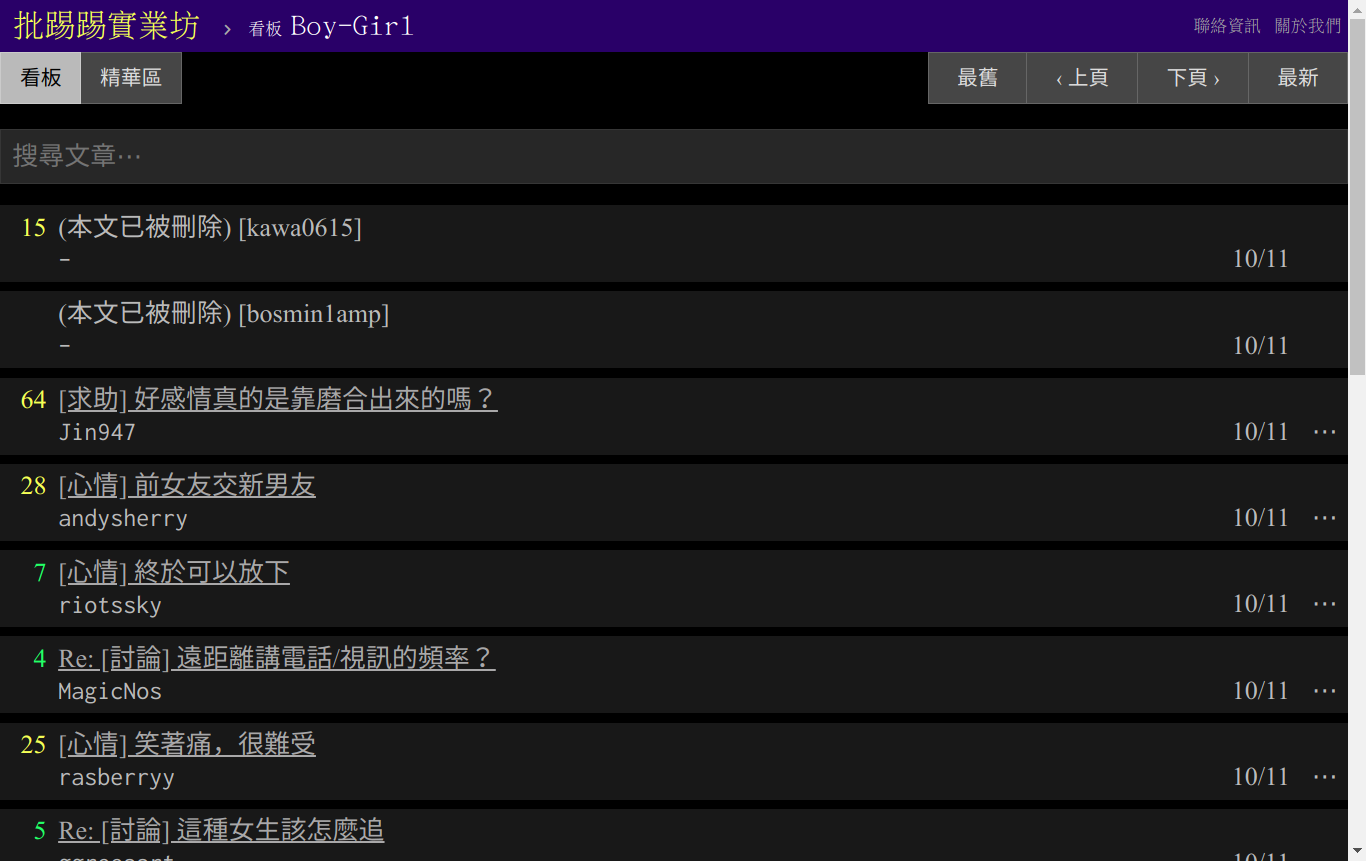 批踢踢實業坊 › 看板 Boy-Girl 聯絡資訊 關於我們
看板 精華區 最舊 ‹ 上頁 下頁 › 最新
搜尋文章⋯
15 (本文已被刪除) [kawa0615]
- 10/11
(本文已被刪除) [bosmin1amp]
- 10/11
64 [求助] 好感情真的是靠磨合出來的嗎？
Jin947 10/11 ⋯
28 [心情] 前女友交新男友
andysherry 10/11 ⋯
7 [心情] 終於可以放下
riotssky 10/11 ⋯
4 Re: [討論] 遠距離講電話/視訊的頻率？
MagicNos 10/11 ⋯
25 [心情] 笑著痛，很難受
rasberryy 10/11 ⋯
5 Re: [討論] 這種女生該怎麼追
10/11